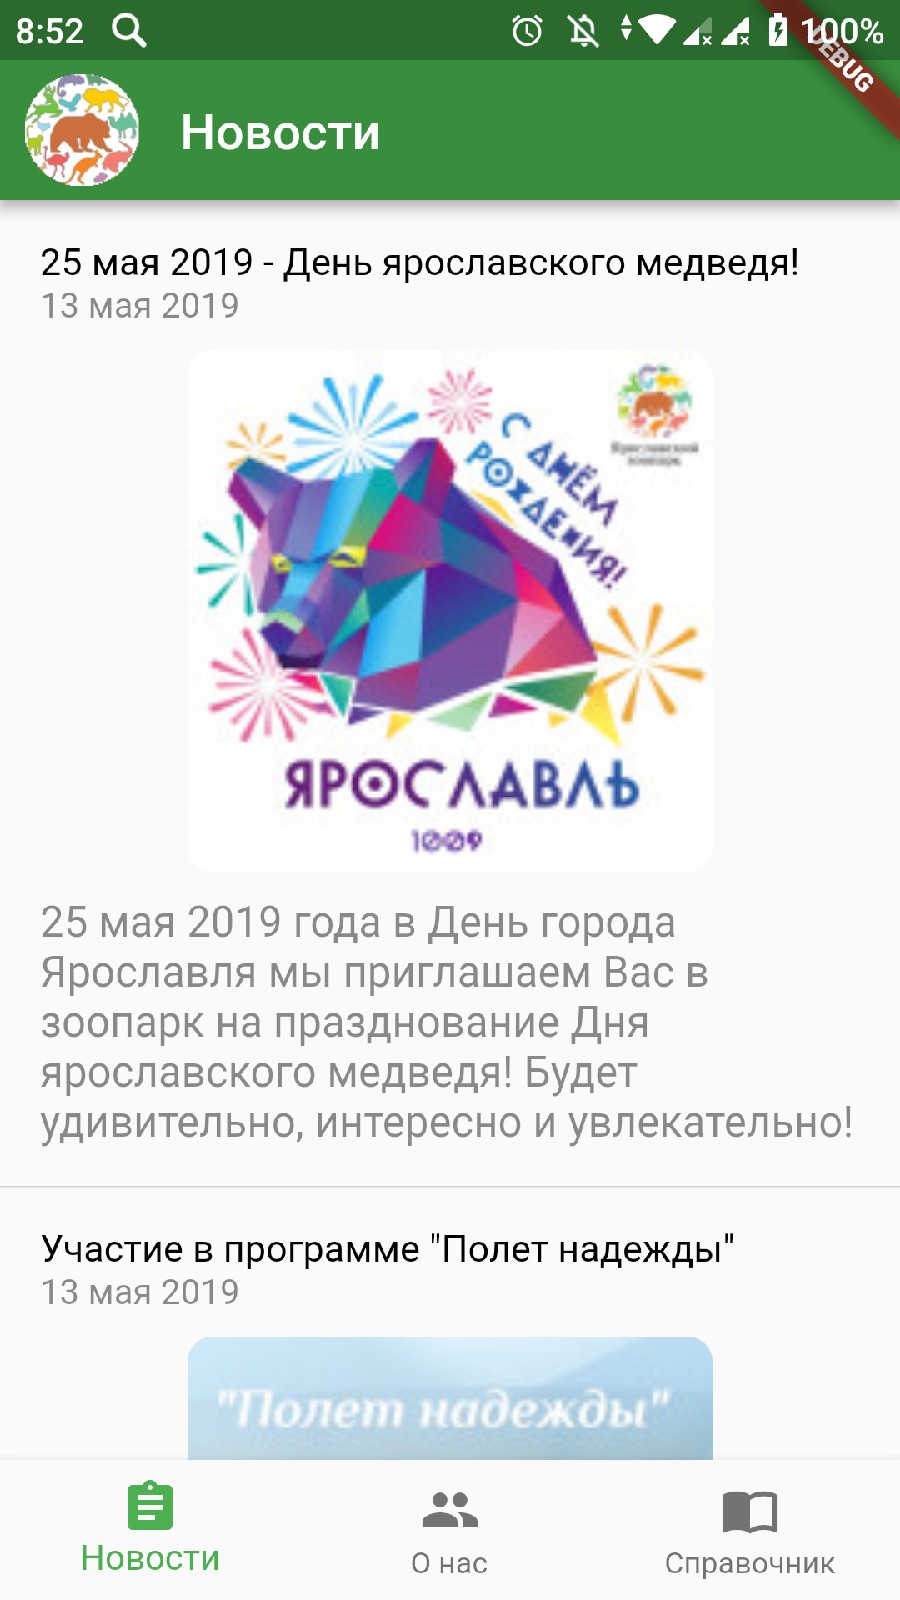 8:52
100%
DEBUG
Новости
25 мая 2019 - День ярославского медведя!
13 мая 2019
С ДНЁМ
РОЖДЕНИЯ!
Ярославский
зоопарк
ЯРОСЛАВЛЬ
1009
25 мая 2019 года в День города
Ярославля мы приглашаем Вас в
зоопарк на празднование Дня
ярославского медведя! Будет
удивительно, интересно и увлекательно!
Участие в программе "Полет надежды"
13 мая 2019
"Полет надежды"
Новости
О нас
Справочник